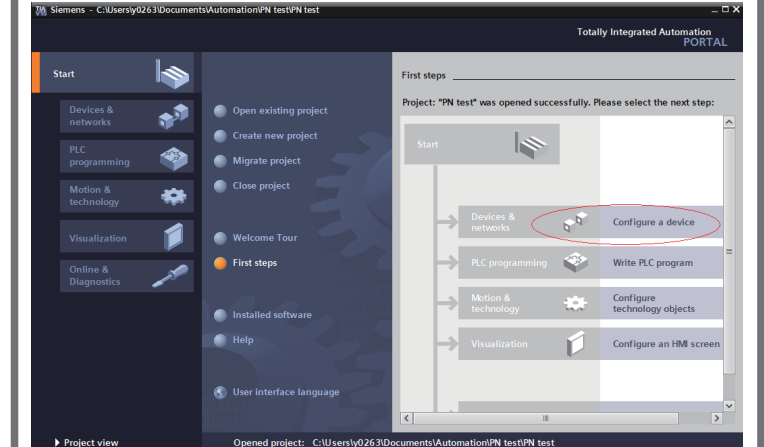 Siemens - C:\Users\y0263\Documents\Automation\PN test\PN test
Totally Integrated Automation
PORTAL
Start
Devices &
networks
PLC
programming
Motion &
technology
Visualization
Online &
Diagnostics
Open existing project
Create new project
Migrate project
Close project
Welcome Tour
First steps
Installed software
Help
User interface language
First steps
Project: "PN test" was opened successfully. Please select the next step:
Start
Devices &
networks
Configure a device
PLC programming
Write PLC program
Motion &
technology
Configure
technology objects
Visualization
Configure an HMI screen
Project view
Opened project: C:\Users\y0263\Documents\Automation\PN test\PN test